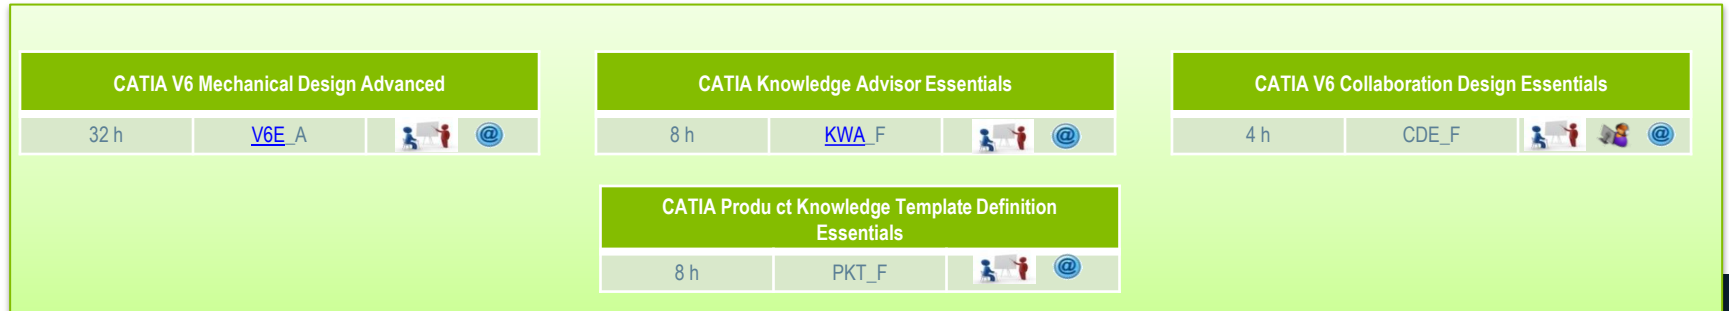 CATIA V6 Mechanical Design Advanced
32 h V6E_A @
CATIA Knowledge Advisor Essentials
8 h KWA_F @
CATIA V6 Collaboration Design Essentials
4 h CDE_F @
CATIA Produ ct Knowledge Template Definition
Essentials
8 h PKT_F @